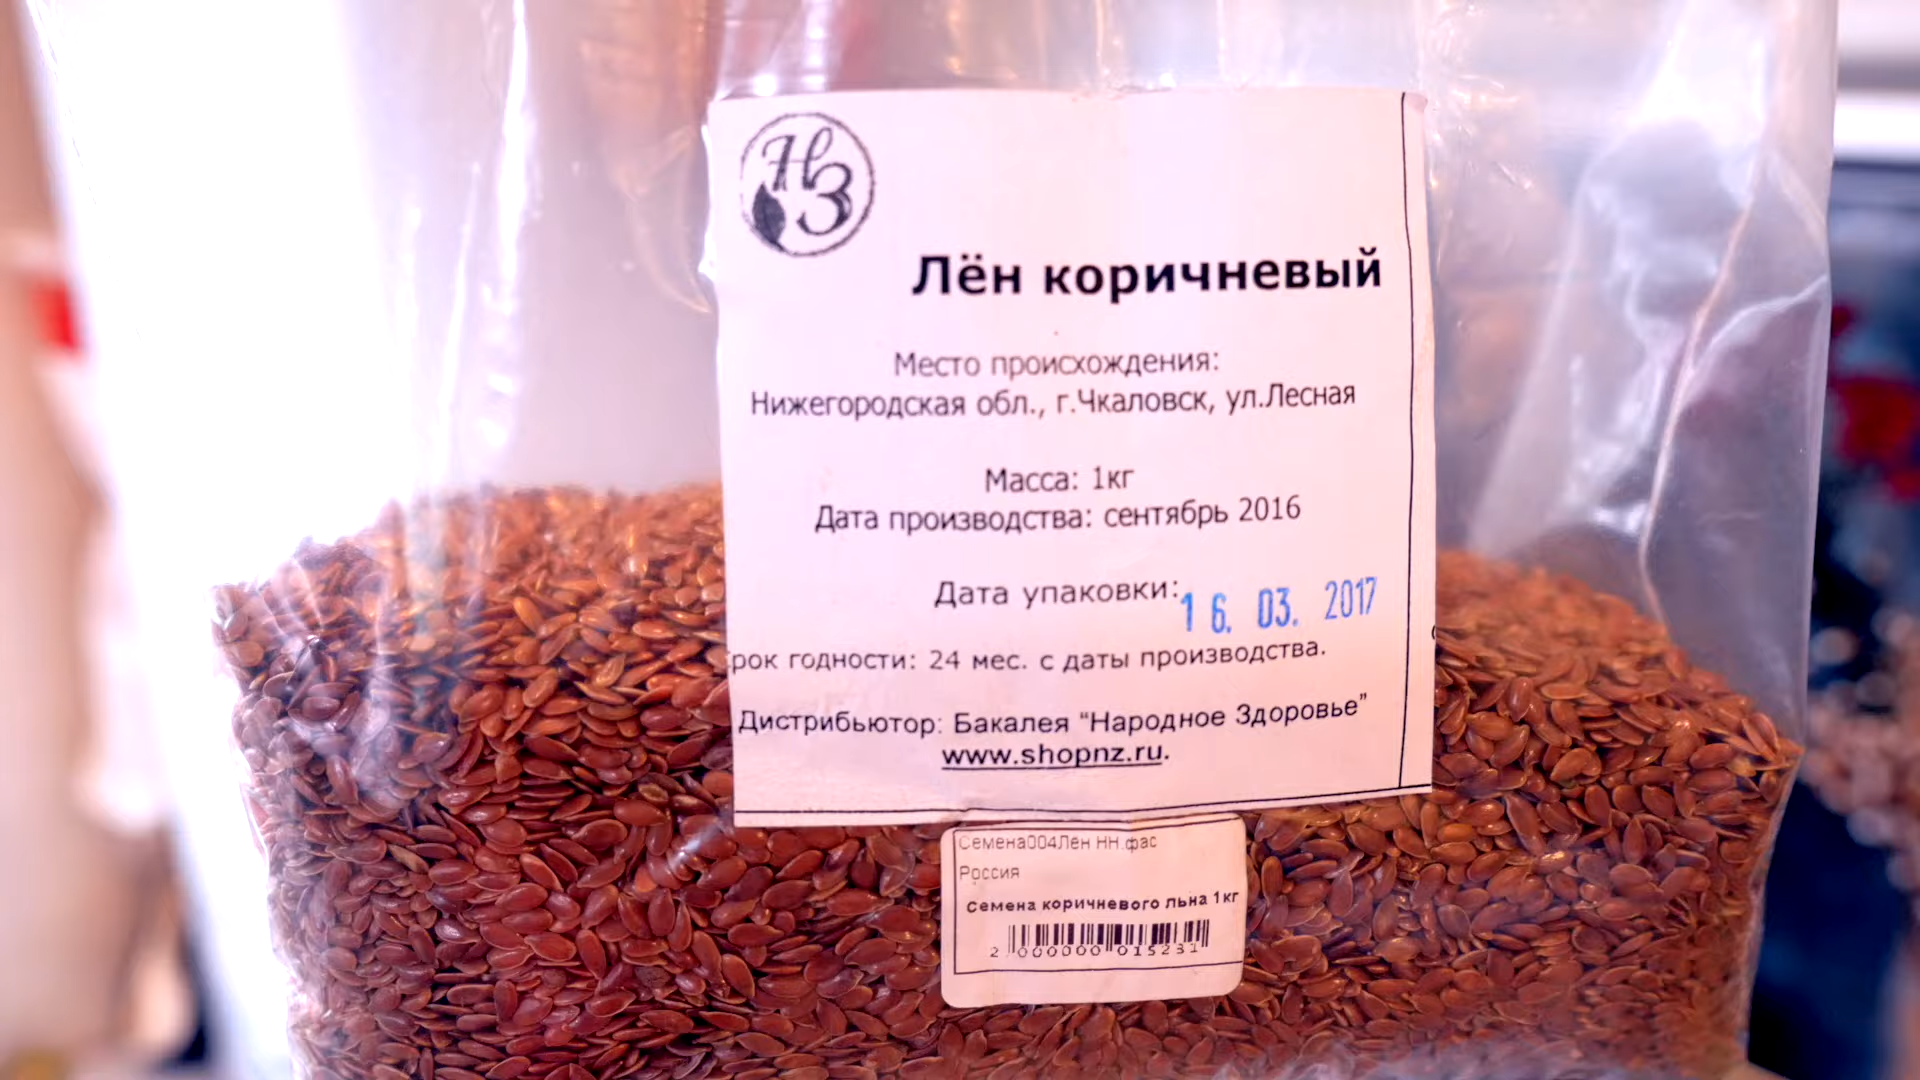 НЗ
Лён коричневый
Место происхождения:
Нижегородская обл., г.Чкаловск, ул.Лесная
Масса: 1кг
Дата производства: сентябрь 2016
Дата упаковки: 16. 03. 2017
рок годности: 24 мес. с даты производства.
Дистрибьютор: Бакалея “Народное Здоровье”
www.shopnz.ru.
Семена004Лен НН.фас
Россия
Семена коричневого льна 1кг
2 000000 015231